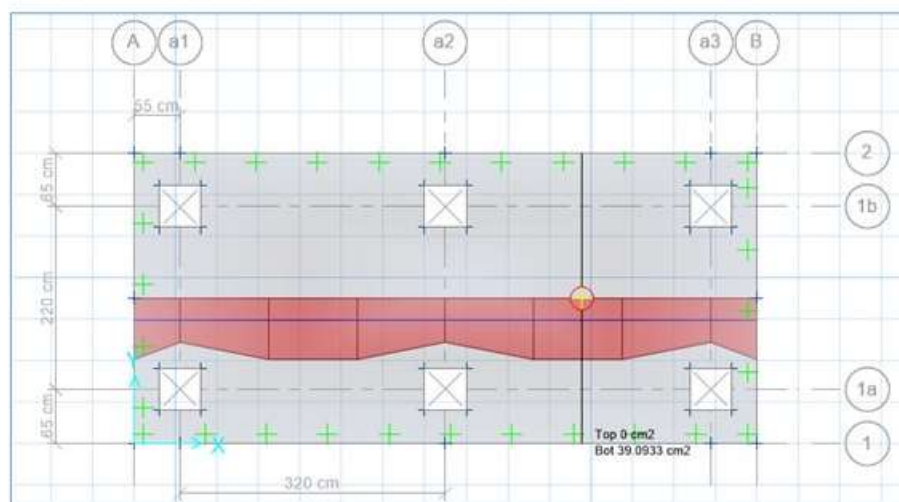 A a1 a2 a3 B
55 cm
2
65 cm
1b
220 cm
Y
1a
65 cm
X
Top 0 cm2
Bot 39.0933 cm2
1
320 cm